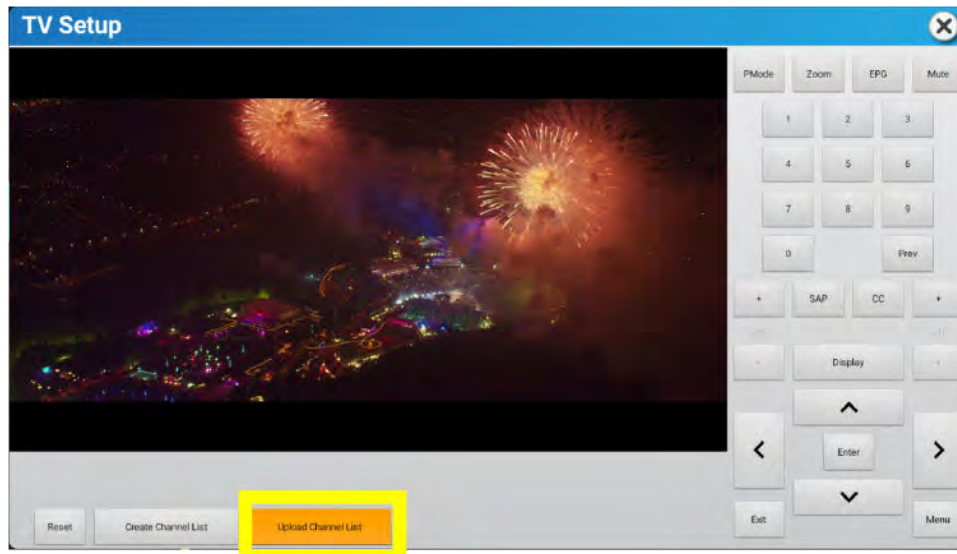 TV Setup
PMode Zoom EPG Mute
1 2 3
4 5 6
7 8 9
0 Prev
+ SAP CC +
- Display -
Enter
Reset Create Channel List Upload Channel List
Exit Menu